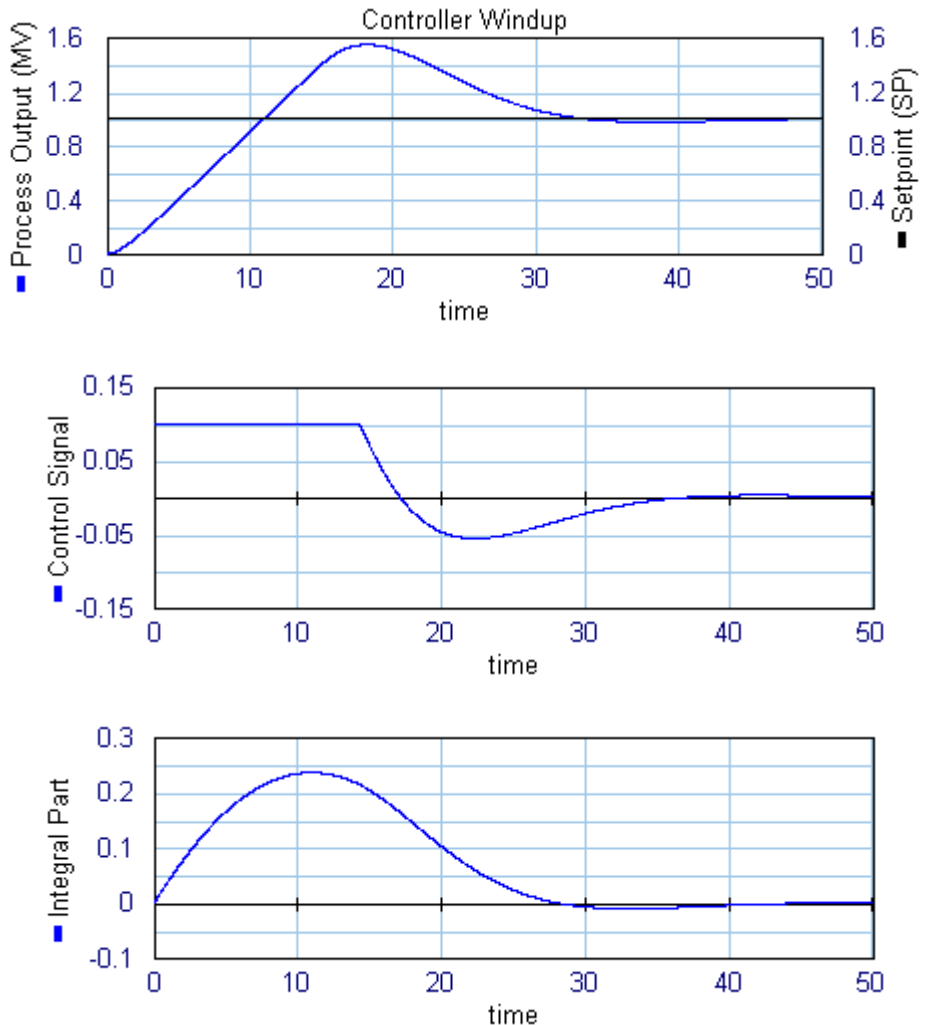 Controller Windup
Process Output (MV)
1.6
1.2
0.8
0.4
0
1.6
1.2
0.8
0.4
0
Setpoint (SP)
0 10 20 30 40 50
time
Control Signal
0.15
0.05
-0.05
-0.15
0 10 20 30 40 50
time
Integral Part
0.3
0.2
0.1
0
-0.1
0 10 20 30 40 50
time